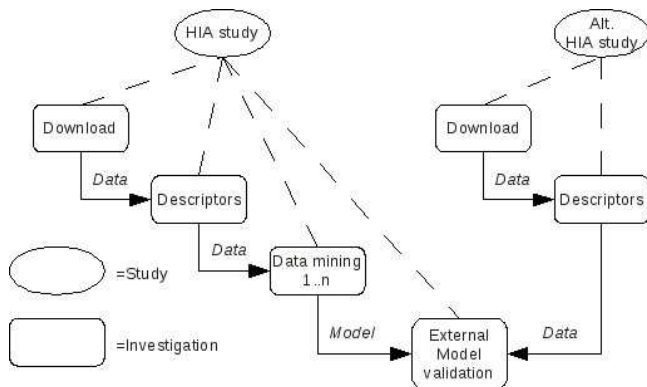 HIA study
Alt.
HIA study
Download
Download
Data
Data
Descriptors
Descriptors
Data
Data mining
1..n
=Study
Model
External
Model
validation
Data
=Investigation